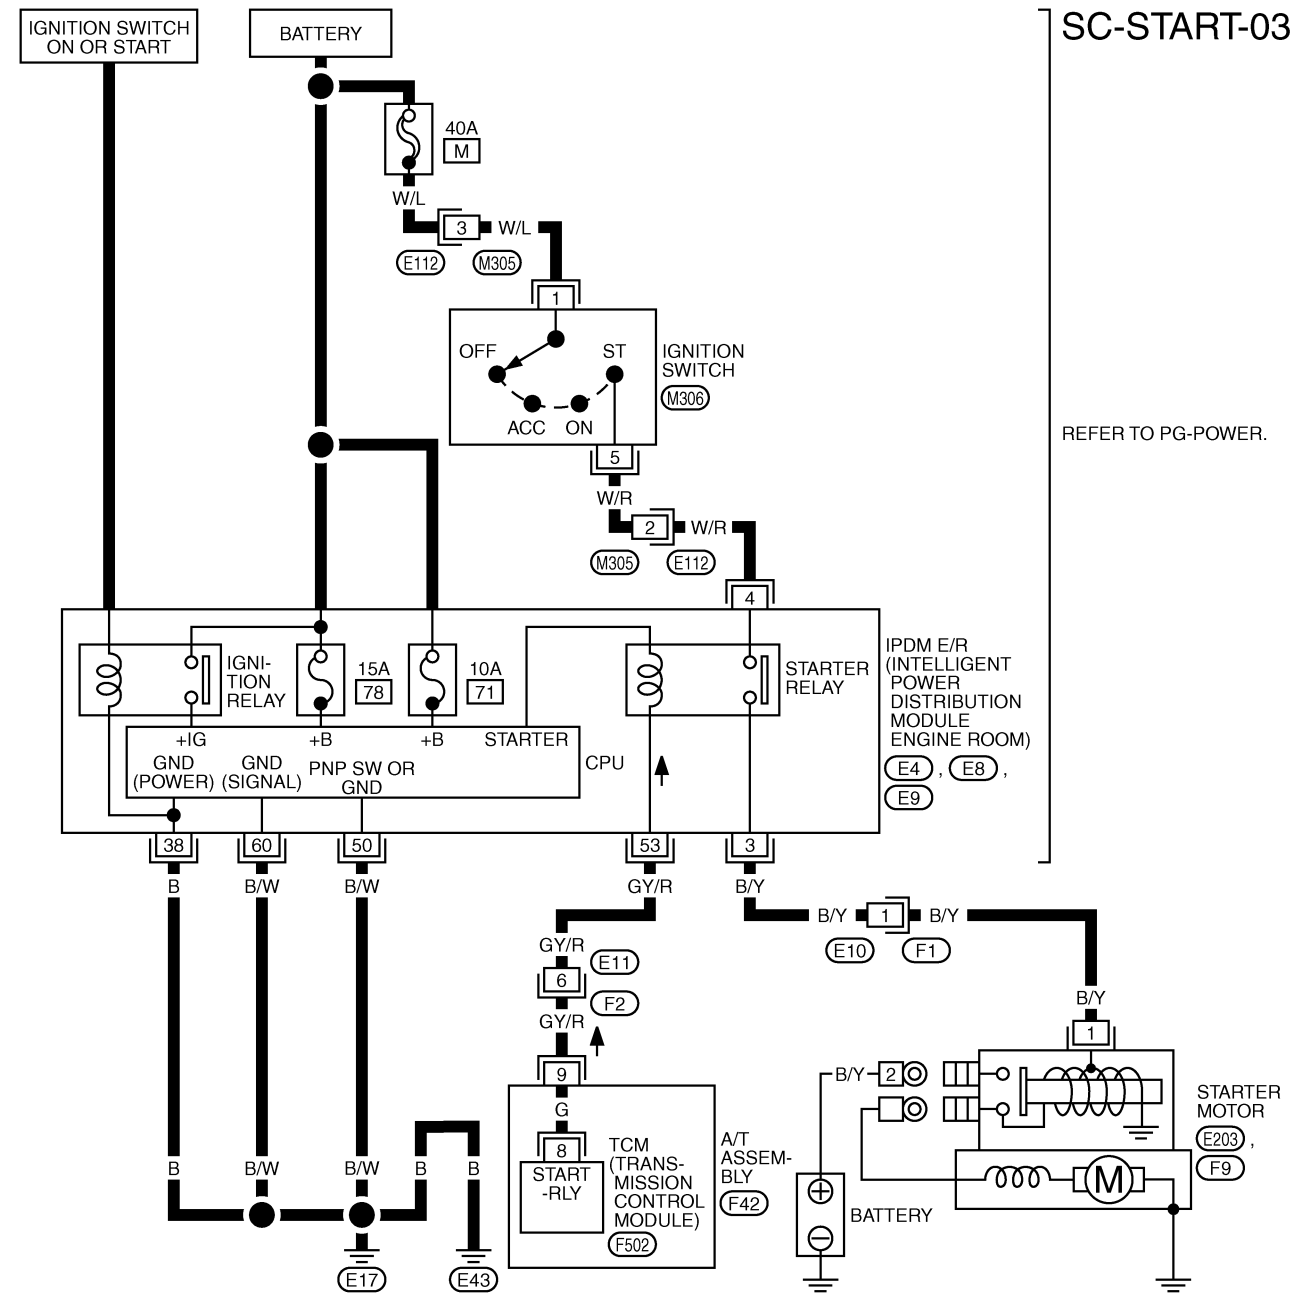 SC-START-03
IGNITION SWITCH
ON OR START
BATTERY
40A
M
W/L
3
W/L
E112
M305
1
OFF
ST
ACC
ON
IGNITION
SWITCH
M306
5
W/R
2
W/R
M305
E112
4
REFER TO PG-POWER.
IGNI-
TION
RELAY
15A
78
10A
71
STARTER
RELAY
IPDM E/R
(INTELLIGENT
POWER
DISTRIBUTION
MODULE
ENGINE ROOM)
E4 , E8 ,
E9
+IG
+B
+B
STARTER
GND
(POWER)
GND
(SIGNAL)
PNP SW OR
GND
CPU
38
60
50
53
3
B
B/W
B/W
GY/R
B/Y
B/Y
1
B/Y
E10
F1
GY/R
E11
6
F2
GY/R
9
G
8
START
-RLY
TCM
(TRANS-
MISSION
CONTROL
MODULE)
F502
A/T
ASSEM-
BLY
F42
B/Y
1
B/Y
2
STARTER
MOTOR
E203 ,
F9
M
BATTERY
B
B/W
B/W
B
B
E17
E43